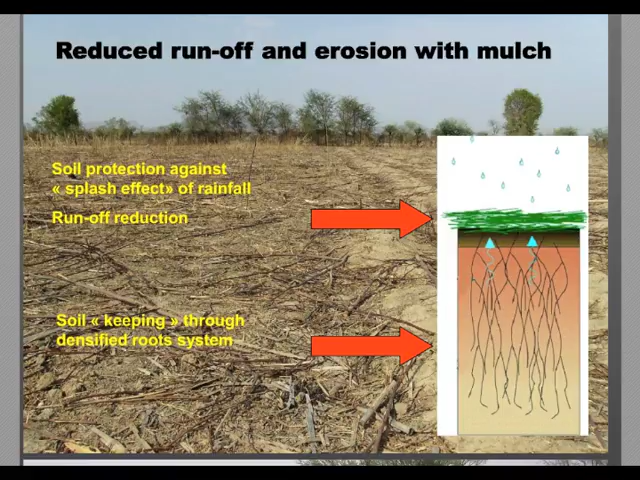 Reduced run-off and erosion with mulch
Soil protection against
« splash effect» of rainfall
Run-off reduction
Soil « keeping » through
densified roots system